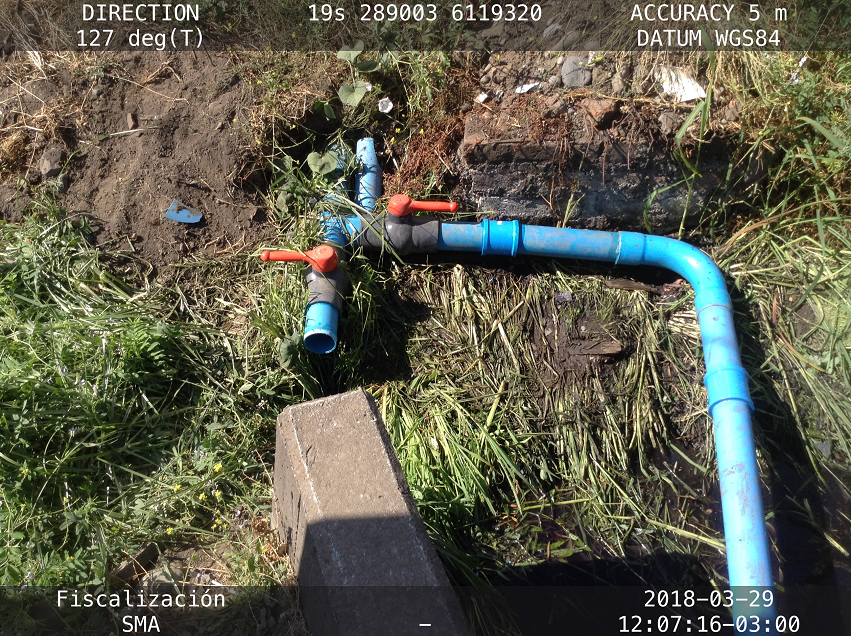 DIRECTION
127 deg(T)
19s 289003 6119320
ACCURACY 5 m
DATUM WGS84
Fiscalización
SMA
–
2018-03-29
12:07:16-03:00